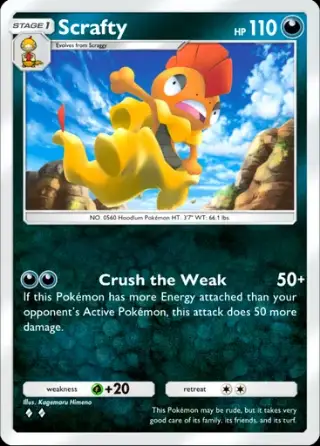 STAGE 1 Scrafty HP 110
Evolves from Scraggy
NO. 0560 Hoodlum Pokémon HT: 3'7" WT: 66.1 lbs.
Crush the Weak 50+
If this Pokémon has more Energy attached than your
opponent's Active Pokémon, this attack does 50 more
damage.
weakness +20 retreat
Illus. Kagemaru Himeno
This Pokémon may be rude, but it takes very
good care of its family, its friends, and its turf.